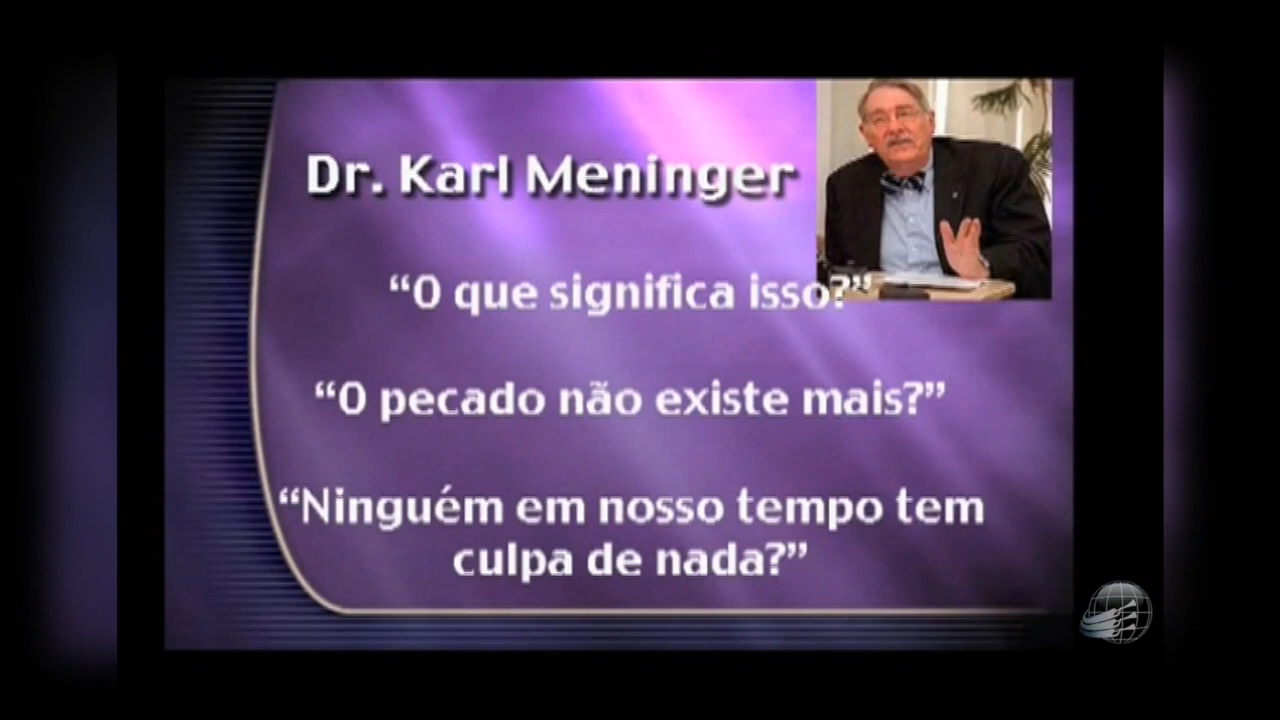 Dr. Karl Meninger
“O que significa isso?”
“O pecado não existe mais?”
“Ninguém em nosso tempo tem
culpa de nada?”